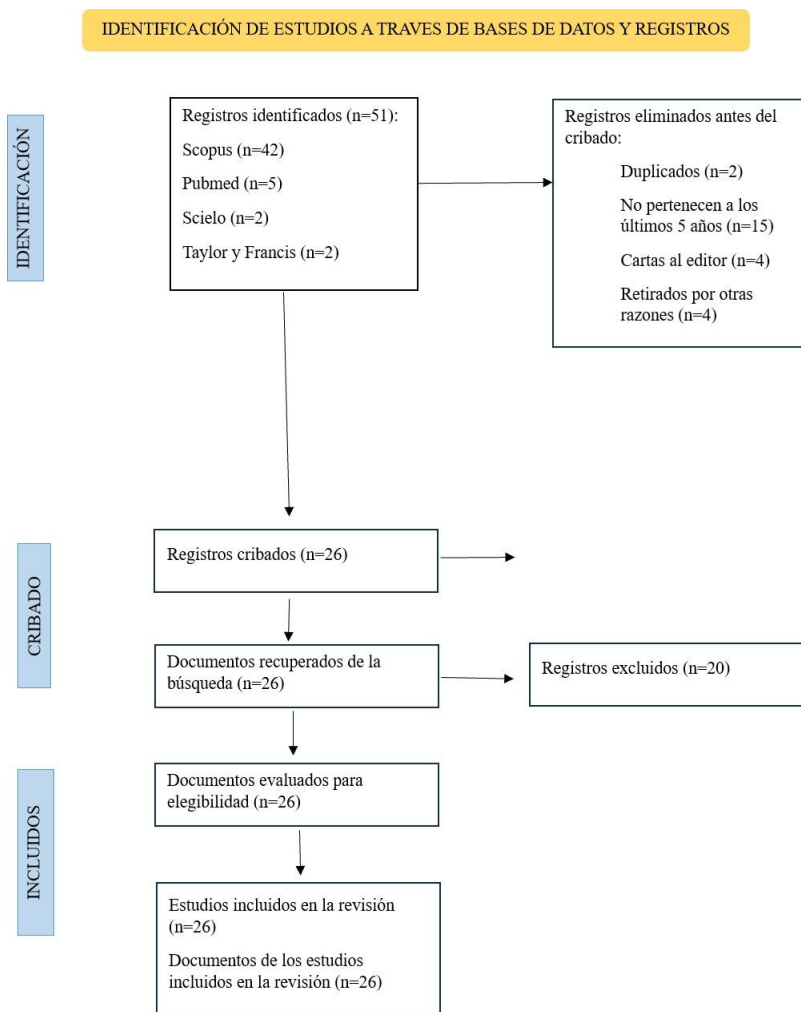 IDENTIFICACIÓN DE ESTUDIOS A TRAVES DE BASES DE DATOS Y REGISTROS
IDENTIFICACIÓN
Registros identificados (n=51):
Scopus (n=42)
Pubmed (n=5)
Scielo (n=2)
Taylor y Francis (n=2)
Registros eliminados antes del
cribado:
Duplicados (n=2)
No pertenecen a los
últimos 5 años (n=15)
Cartas al editor (n=4)
Retirados por otras
razones (n=4)
CRIBADO
Registros cribados (n=26)
Documentos recuperados de la
búsqueda (n=26)
Registros excluidos (n=20)
INCLUIDOS
Documentos evaluados para
elegibilidad (n=26)
Estudios incluidos en la revisión
(n=26)
Documentos de los estudios
incluidos en la revisión (n=26)